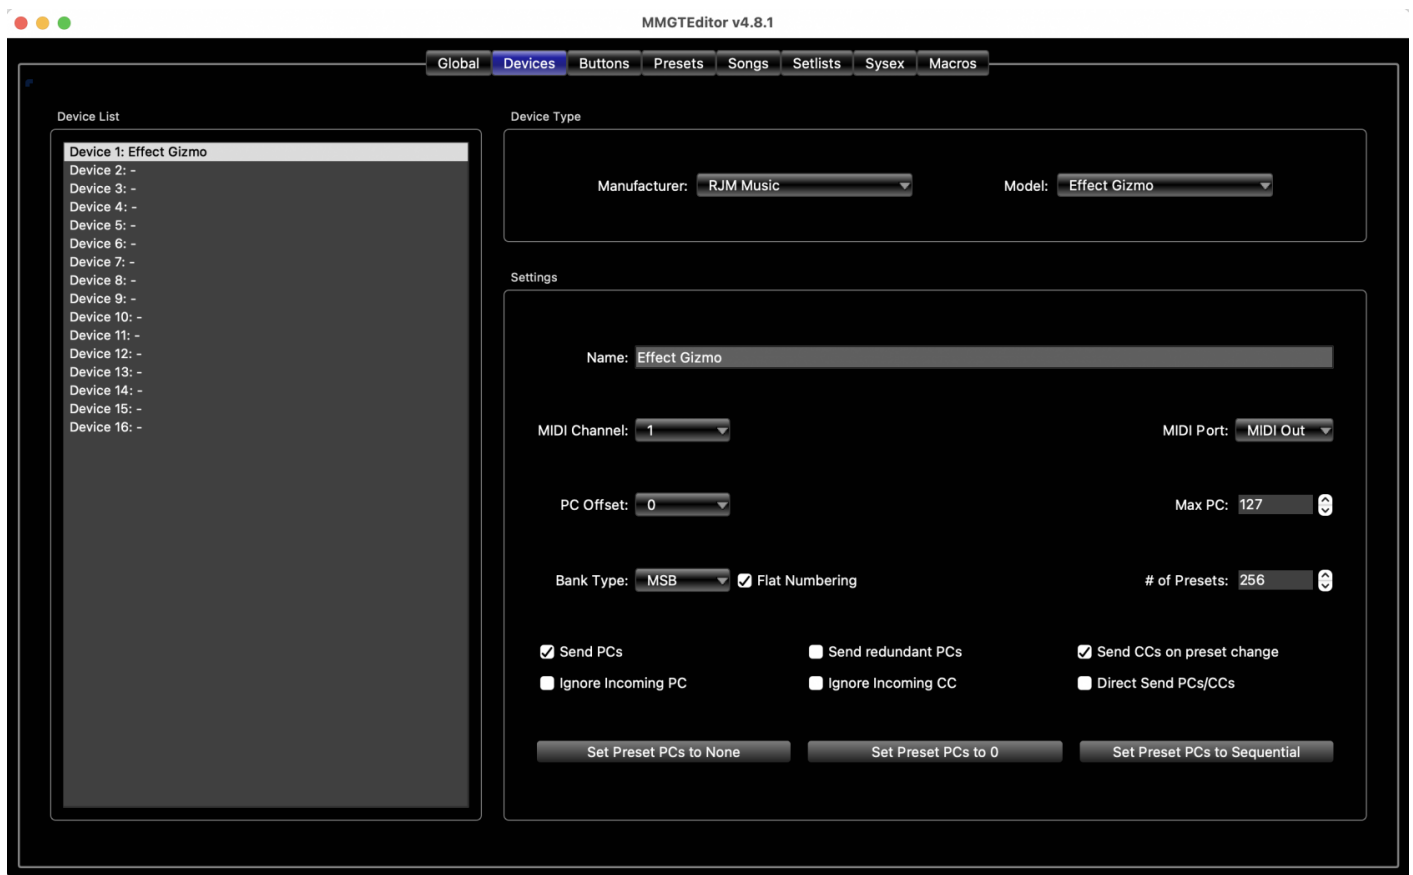 MMGTEditor v4.8.1
Global Devices Buttons Presets Songs Setlists Sysex Macros
Device List
Device 1: Effect Gizmo
Device 2: -
Device 3: -
Device 4: -
Device 5: -
Device 6: -
Device 7: -
Device 8: -
Device 9: -
Device 10: -
Device 11: -
Device 12: -
Device 13: -
Device 14: -
Device 15: -
Device 16: -
Device Type
Manufacturer: RJM Music Model: Effect Gizmo
Settings
Name: Effect Gizmo
MIDI Channel: 1 MIDI Port: MIDI Out
PC Offset: 0 Max PC: 127
Bank Type: MSB Flat Numbering # of Presets: 256
Send PCs Send redundant PCs Send CCs on preset change
Ignore Incoming PC Ignore Incoming CC Direct Send PCs/CCs
Set Preset PCs to None Set Preset PCs to 0 Set Preset PCs to Sequential